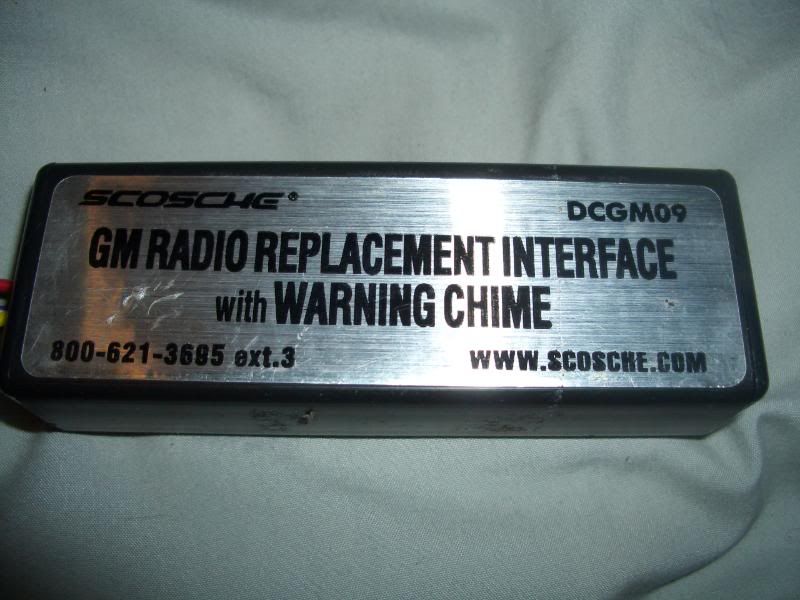 SCOSCHE®
DCGM09
GM RADIO REPLACEMENT INTERFACE
with WARNING CHIME
800-621-3695 ext.3
WWW.SCOSCHE.COM